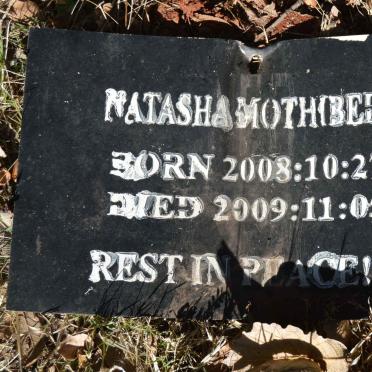 NATASHA MOTHIBE
BORN 2008:10:2
DIED 2009:11:0
REST IN PEACE!